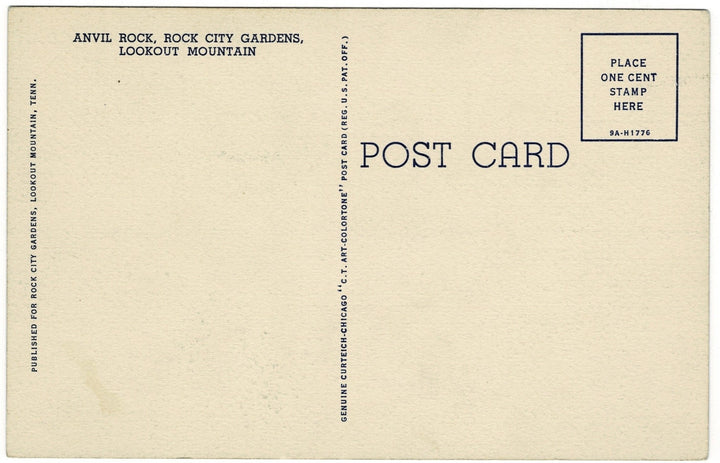 ANVIL ROCK, ROCK CITY GARDENS,
LOOKOUT MOUNTAIN
PUBLISHED FOR ROCK CITY GARDENS, LOOKOUT MOUNTAIN, TENN.
GENUINE CURTEICH-CHICAGO "C.T. ART-COLORTONE" POST CARD (REG. U.S. PAT. OFF.)
POST CARD
PLACE
ONE CENT
STAMP
HERE
9A-H1776